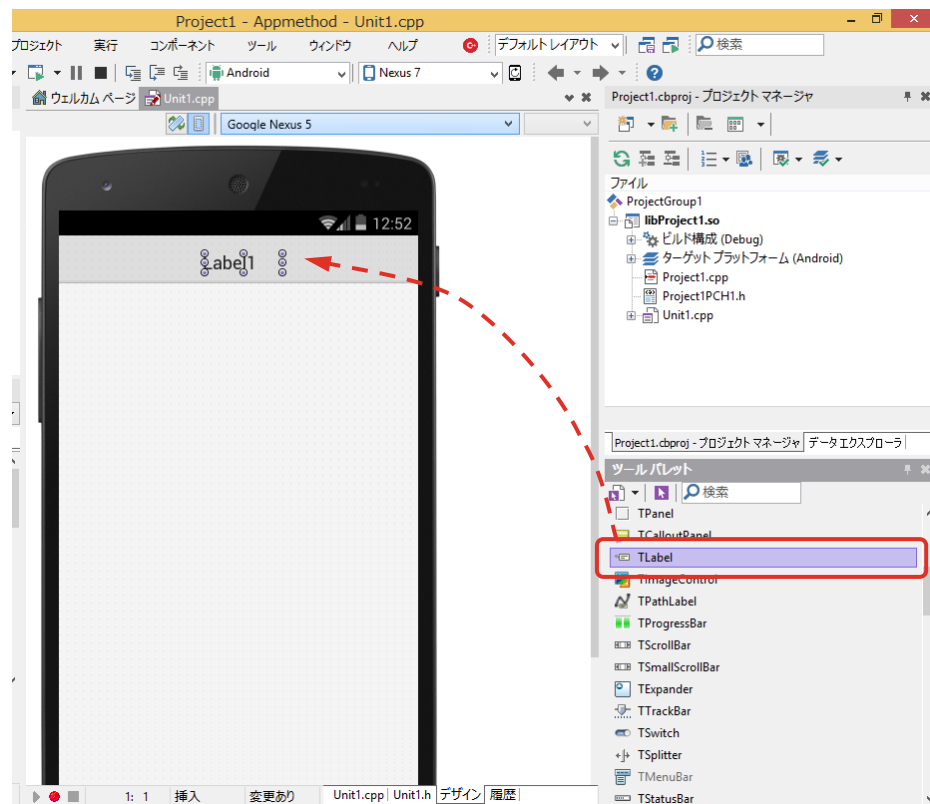 Project1 - Appmethod - Unit1.cpp
プロジェクト 実行 コンポーネント ツール ウィンドウ ヘルプ デフォルト レイアウト 検索
Android Nexus 7
ウェルカム ページ Unit1.cpp
Google Nexus 5
12:52
Label1
1: 1 挿入 変更あり Unit1.cpp Unit1.h デザイン 履歴
Project1.cbproj - プロジェクト マネージャ
ファイル
ProjectGroup1
libProject1.so
ビルド構成 (Debug)
ターゲット プラットフォーム (Android)
Project1.cpp
Project1PCH1.h
Unit1.cpp
Project1.cbproj - プロジェクト マネージャ データ エクスプローラ
ツール パレット
検索
TPanel
TCalloutPanel
TLabel
TImageControl
TPathLabel
TProgressBar
TScrollBar
TSmallScrollBar
TExpander
TTrackBar
TSwitch
TSplitter
TMenuBar
TStatusBar